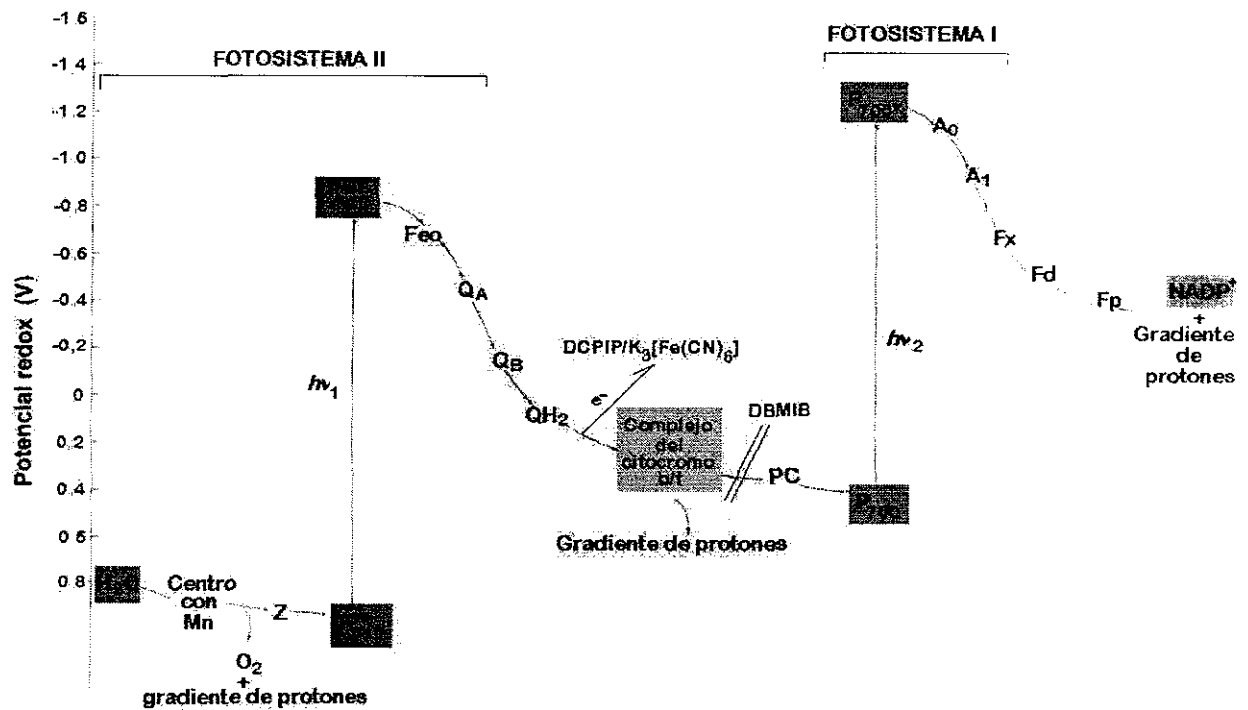 -1.6
-1.4
-1.2
-1.0
-0.8
-0.6
-0.4
-0.2
0
0.2
0.4
0.6
0.8
Potencial redox (V)
FOTOSISTEMA II
FOTOSISTEMA I
Feo
QA
QB
QH2
hν1
DCPIP/K3[Fe(CN)6]
e-
Complejo
del
citocromo
b/f
Gradiente de protones
DBMIB
PC
hν2
A0
A1
Fx
Fd
Fp
NADP+
+
Gradiente
de
protones
Centro
con
Mn
Z
O2
+
gradiente de protones